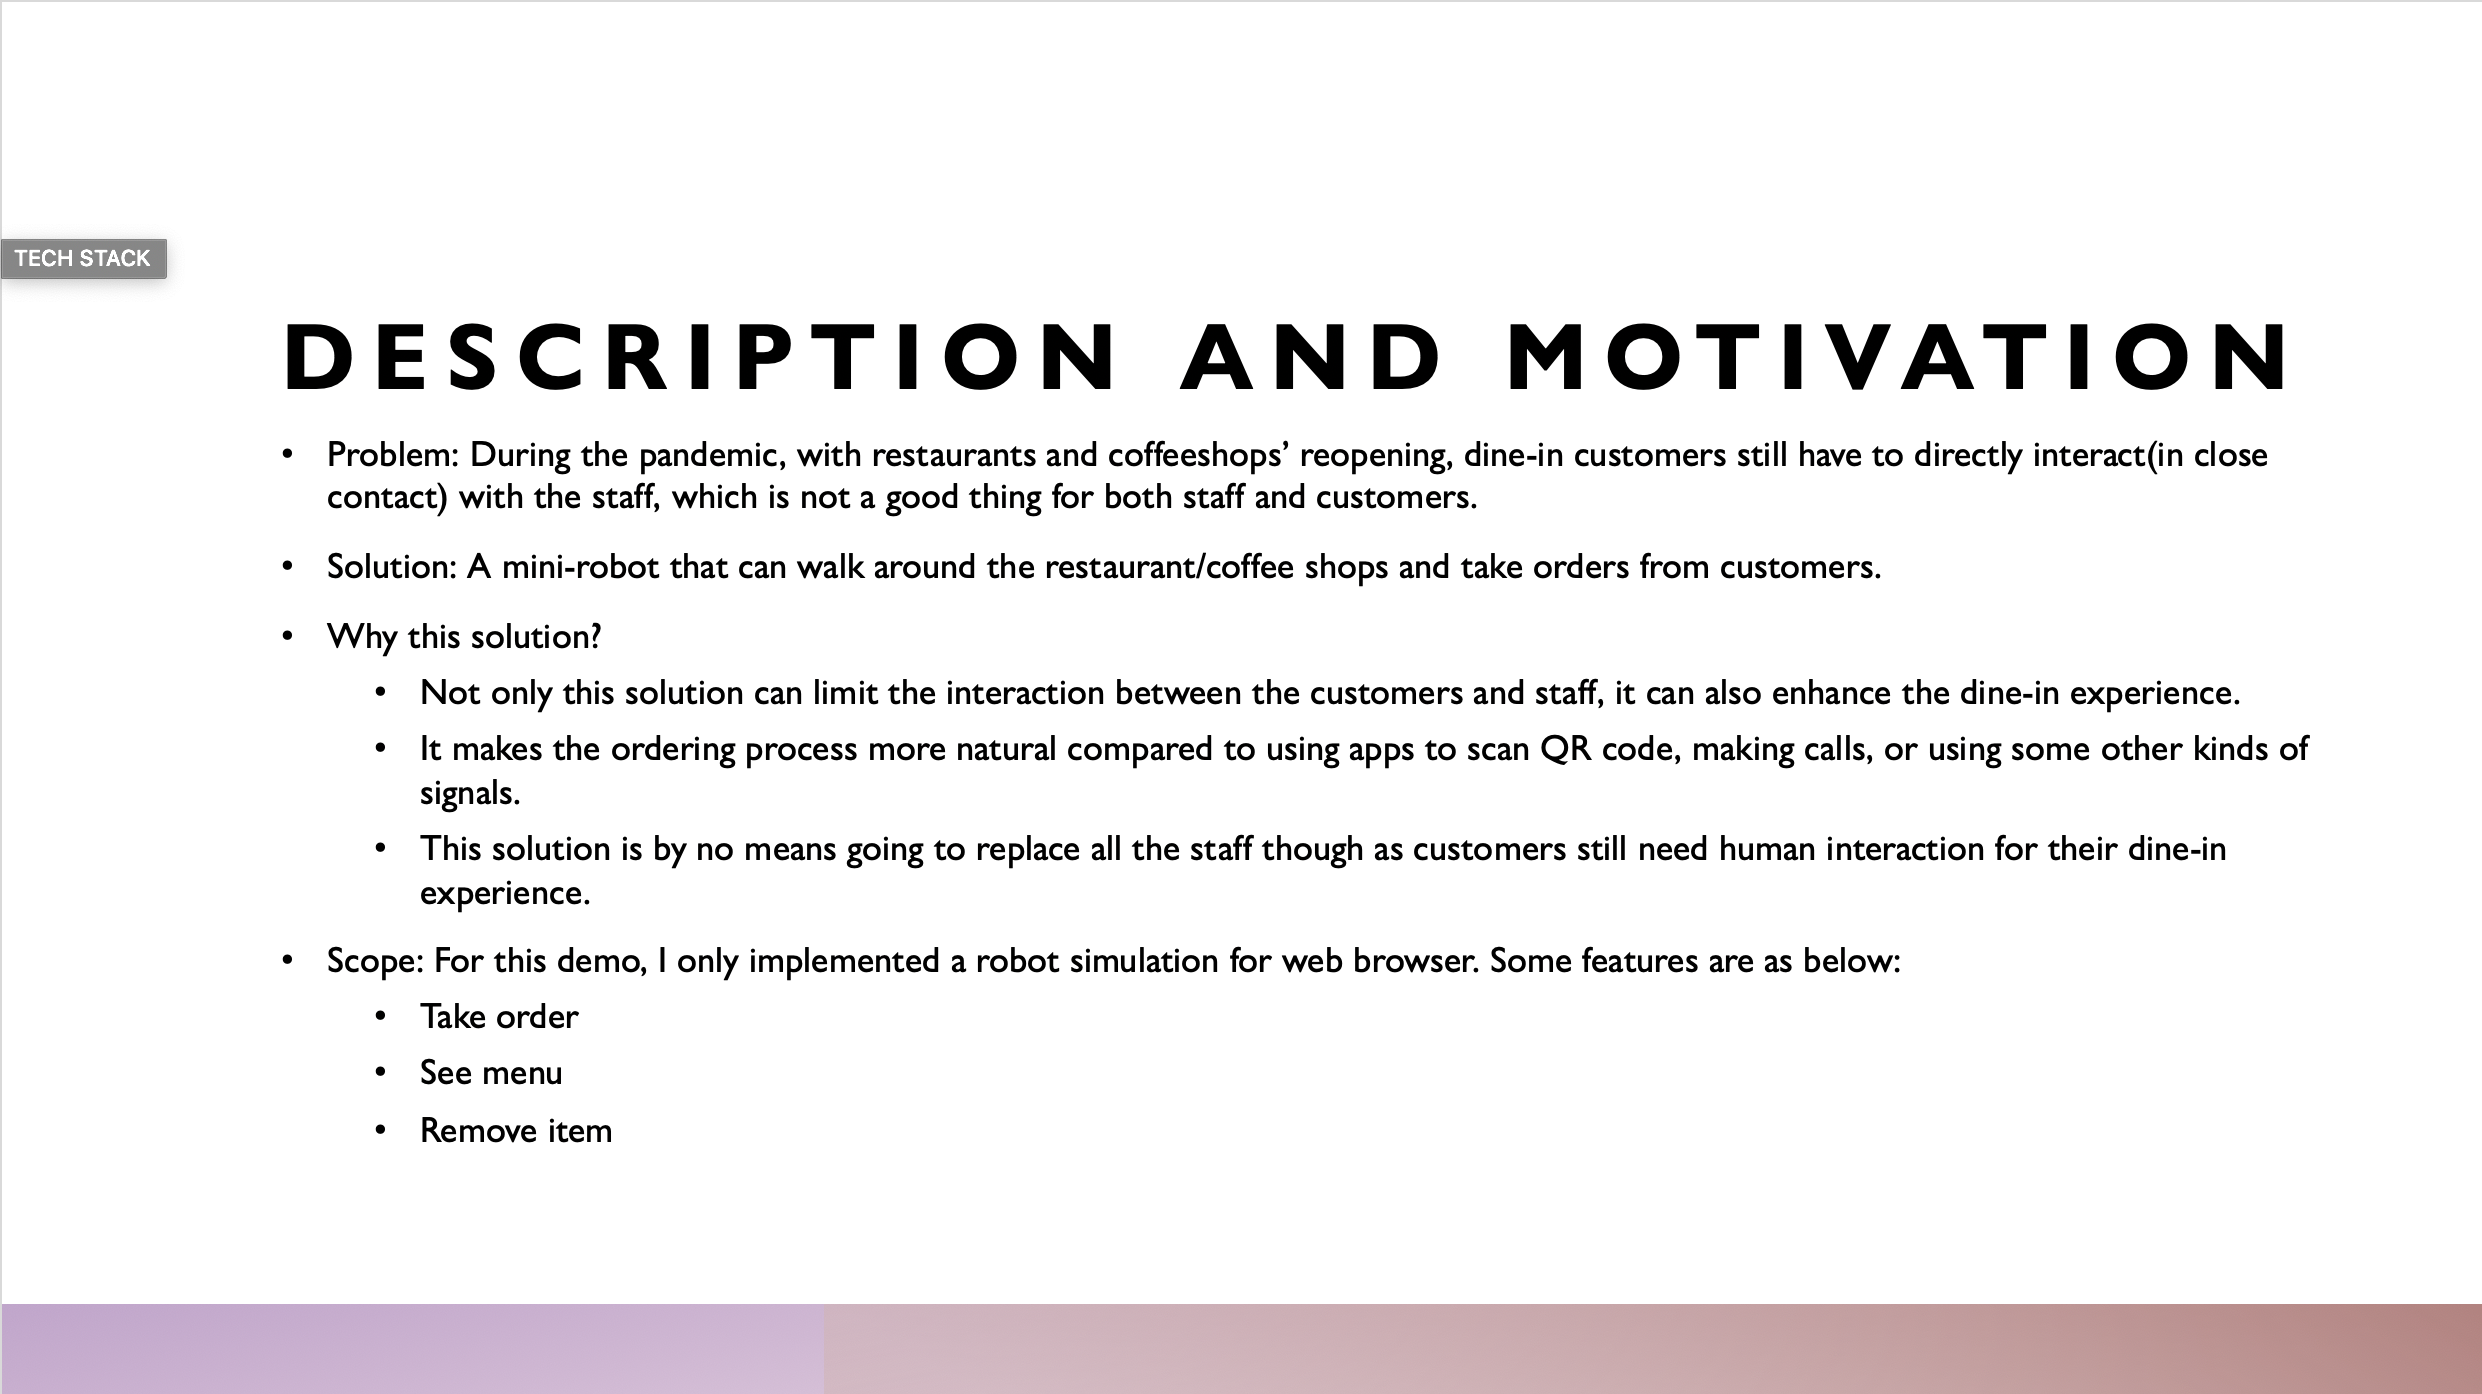 TECH STACK
DESCRIPTION AND MOTIVATION
• Problem: During the pandemic, with restaurants and coffeeshops’ reopening, dine-in customers still have to directly interact(in close
contact) with the staff, which is not a good thing for both staff and customers.
• Solution: A mini-robot that can walk around the restaurant/coffee shops and take orders from customers.
• Why this solution?
• Not only this solution can limit the interaction between the customers and staff, it can also enhance the dine-in experience.
• It makes the ordering process more natural compared to using apps to scan QR code, making calls, or using some other kinds of
signals.
• This solution is by no means going to replace all the staff though as customers still need human interaction for their dine-in
experience.
• Scope: For this demo, I only implemented a robot simulation for web browser. Some features are as below:
• Take order
• See menu
• Remove item